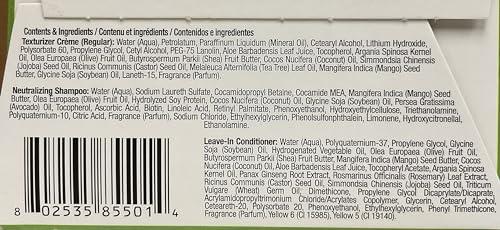 Contents & Ingredients / Contenu et ingrédients / Contenidos e ingredientes
Texturizer Crème (Regular): Water (Aqua), Petrolatum, Paraffinum Liquidum (Mineral Oil), Cetearyl Alcohol, Lithium Hydroxide,
Polysorbate 60, Propylene Glycol, Cetyl Alcohol, PEG-75 Lanolin, Aloe Barbadensis Leaf Juice, Tocopherol, Argania Spinosa Kernel
Oil, Olea Europaea (Olive) Fruit Oil, Butyrospermum Parkii (Shea) Fruit Butter, Cocos Nucifera (Coconut) Oil, Simmondsia Chinensis
(Jojoba) Seed Oil, Ricinus Communis (Castor) Seed Oil, Melaleuca Alternifolia (Tea Tree) Leaf Oil, Mangifera Indica (Mango) Seed
Butter, Glycine Soja (Soybean) Oil, Laneth-15, Fragrance (Parfum).
Neutralizing Shampoo: Water (Aqua), Sodium Laureth Sulfate, Cocamidopropyl Betaine, Cocamide MEA, Mangifera Indica (Mango) Seed
Butter, Olea Europaea (Olive) Fruit Oil, Hydrolyzed Soy Protein, Cocos Nucifera (Coconut) Oil, Glycine Soja (Soybean) Oil, Persea Gratissima
(Avocado) Oil, Tocopherol, Ascorbic Acid, Biotin, Linoleic Acid, Retinyl Palmitate, Phenoxyethanol, Hydroxyethylcellulose, Triethanolamine,
Polyquaternium-10, Citric Acid, Fragrance (Parfum), Sodium Chloride, Ethylhexylglycerin, Phenolsulfonphthalein, Limonene, Hydroxycitronellal,
Ethanolamine.
Leave-In Conditioner: Water (Aqua), Polyquaternium-37, Propylene Glycol, Glycine
Soja (Soybean) Oil, Hydrogenated Vegetable Oil, Olea Europaea (Olive) Fruit Oil,
Butyrospermum Parkii (Shea) Fruit Butter, Mangifera Indica (Mango) Seed Butter, Cocos
Nucifera (Coconut) Oil, Aloe Barbadensis Leaf Juice, Tocopheryl Acetate, Argania Spinosa Kernel
Oil, Panax Ginseng Root Extract, Rosmarinus Officinalis (Rosemary) Leaf Extract,
Ricinus Communis (Castor) Seed Oil, Simmondsia Chinensis (Jojoba) Seed Oil, Triticum
Vulgare (Wheat) Germ Oil, Dimethicone, Propylene Glycol Dicaprylate/Dicaprate,
Acrylamidopropyltrimonium Chloride/Acrylates Copolymer, Glycerin, Cetearyl Alcohol,
Ceteareth-20, Polysorbate 20, Phenoxyethanol, Ethylhexylglycerin, Phenyl Trimethicone,
Fragrance (Parfum), Yellow 6 (CI 15985), Yellow 5 (CI 19140).
8 02535 85501 4